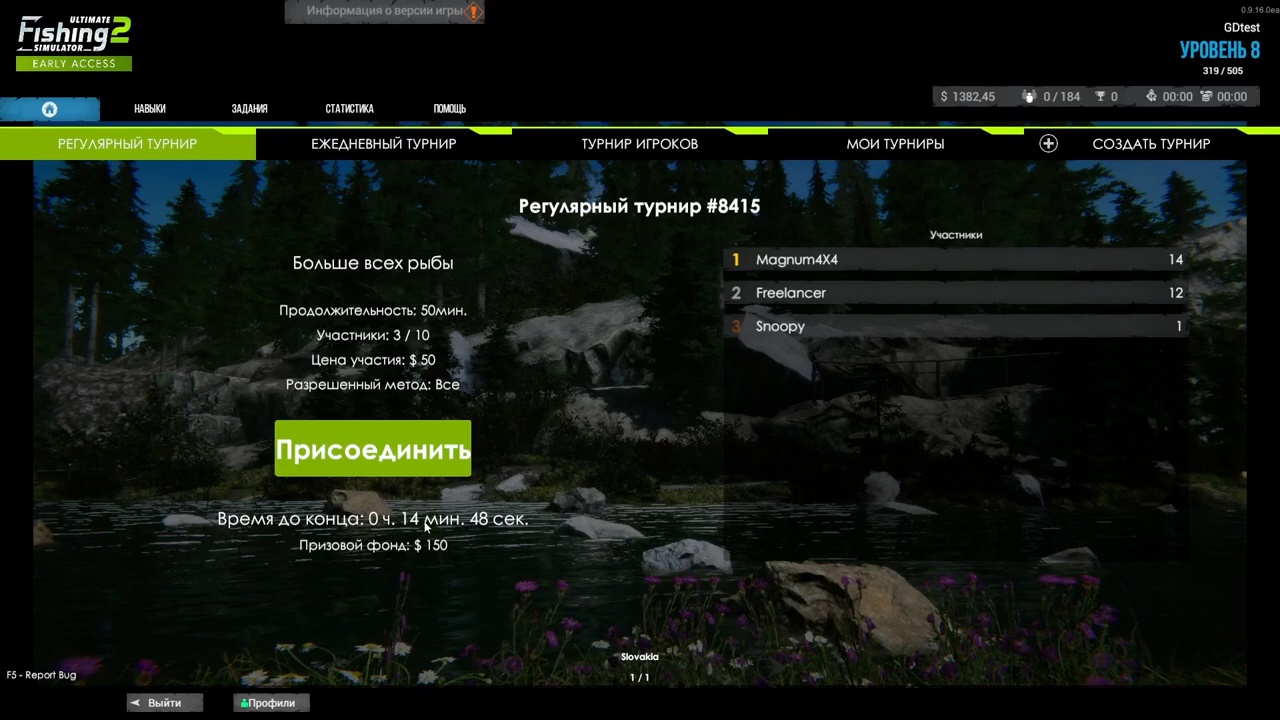 Информация о версии игры
0.9.16.0ea
ULTIMATE
Fishing 2
SIMULATOR
EARLY ACCESS
GDtest
УРОВЕНЬ 8
319 / 505
НАВЫКИ
ЗАДАНИЯ
СТАТИСТИКА
ПОМОЩЬ
$ 1382,45
0 / 184
0
00:00
00:00
РЕГУЛЯРНЫЙ ТУРНИР
ЕЖЕДНЕВНЫЙ ТУРНИР
ТУРНИР ИГРОКОВ
МОИ ТУРНИРЫ
СОЗДАТЬ ТУРНИР
Регулярный турнир #8415
Больше всех рыбы
Продолжительность: 50мин.
Участники: 3 / 10
Цена участия: $ 50
Разрешенный метод: Все
Присоединить
Время до конца: 0 ч. 14 мин. 48 сек.
Призовой фонд: $ 150
Участники
1 Magnum4X4 14
2 Freelancer 12
3 Snoopy 1
Slovakia
1 / 1
F5 - Report Bug
Выйти
Профили